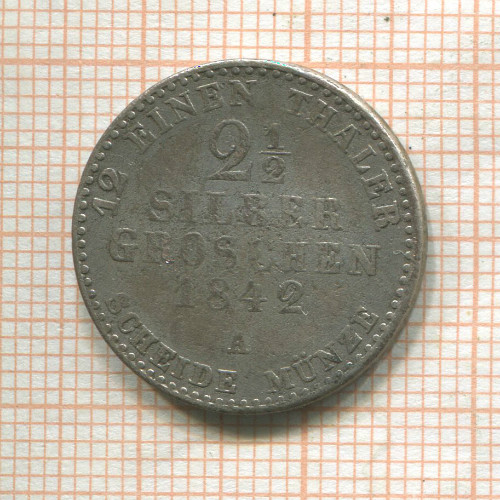 12 EINEN THALER
2 1/2
SILBER
GROSCHEN
1842
A
SCHEIDE MÜNZE